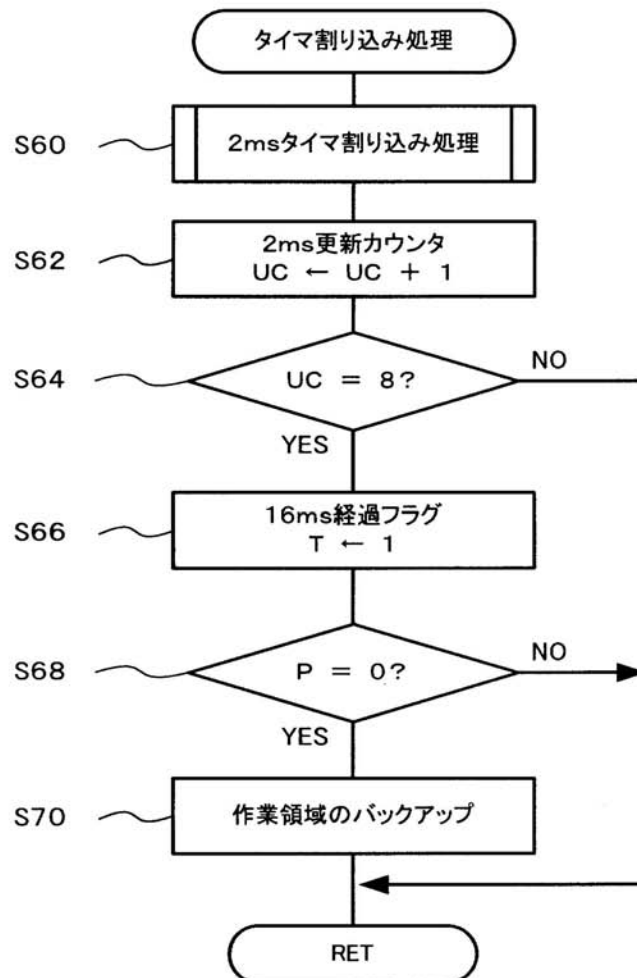 タイマ割り込み処理
S60
2msタイマ割り込み処理
S62
2ms更新カウンタ
UC ← UC + 1
S64
UC = 8?
NO
YES
S66
16ms経過フラグ
T ← 1
S68
P = 0?
NO
YES
S70
作業領域のバックアップ
RET